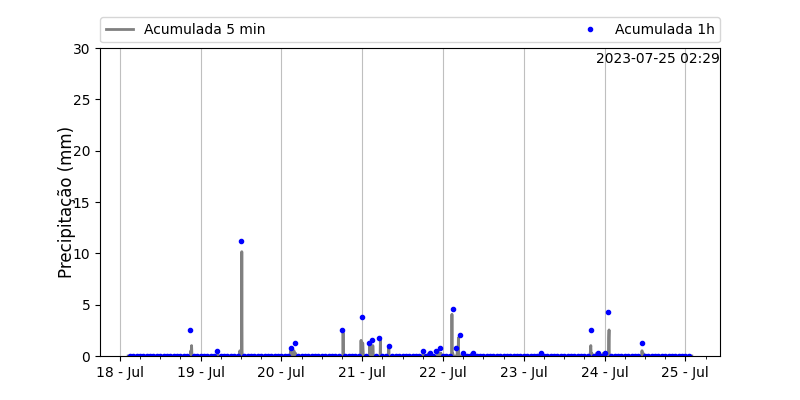 Acumulada 5 min
Acumulada 1h
2023-07-25 02:29
Precipitação (mm)
30
25
20
15
10
5
0
18 - Jul
19 - Jul
20 - Jul
21 - Jul
22 - Jul
23 - Jul
24 - Jul
25 - Jul